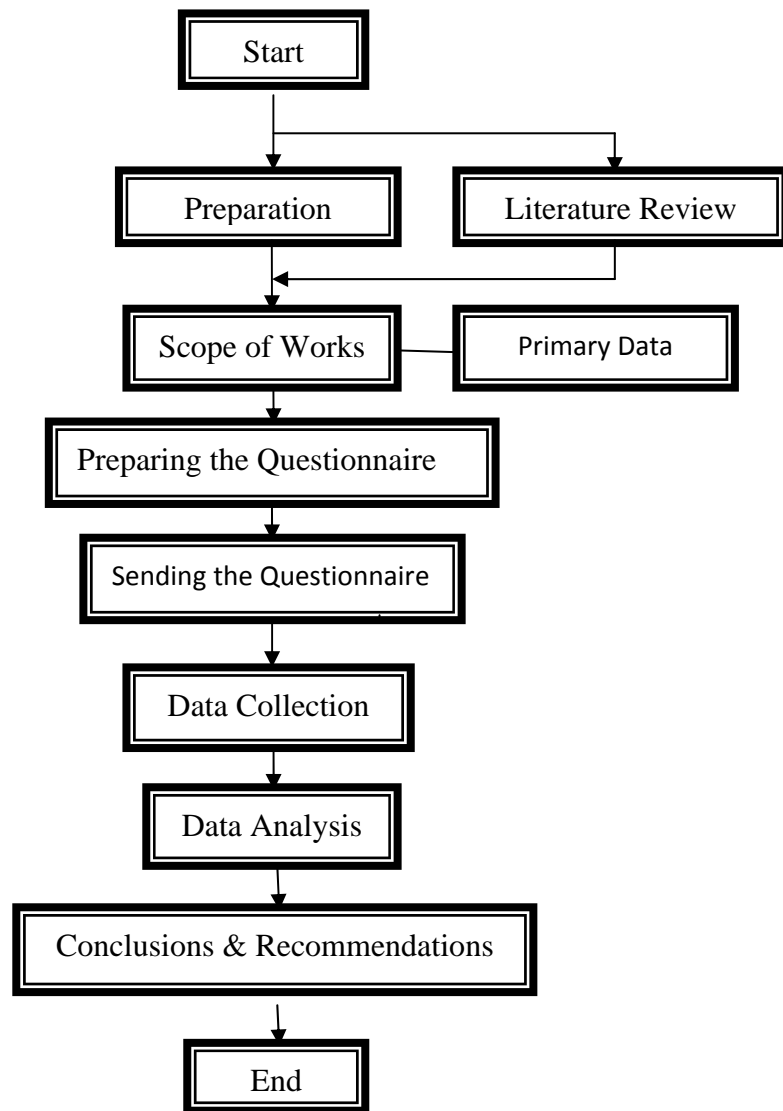 Start
Preparation
Literature Review
Scope of Works
Primary Data
Preparing the Questionnaire
Sending the Questionnaire
Data Collection
Data Analysis
Conclusions & Recommendations
End